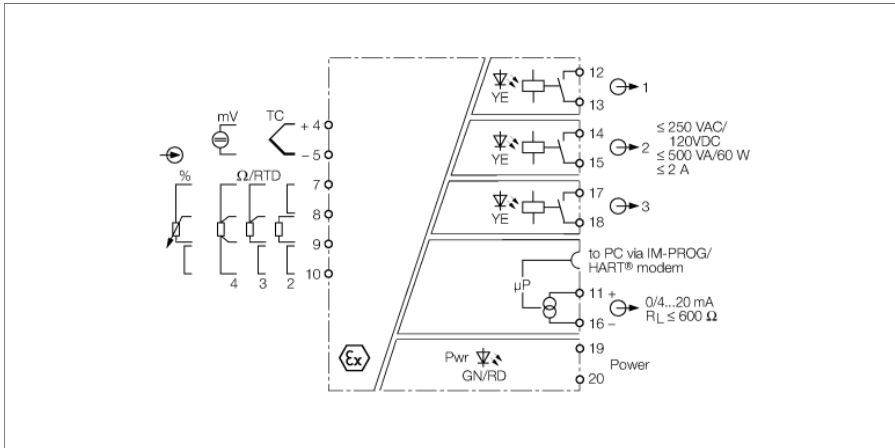 mV
TC
+ 4
– 5
%
Ω/RTD
7
8
9
10
4 3 2
YE
12
13
1
YE
14
15
2
≤ 250 VAC/
120VDC
≤ 500 VA/60 W
≤ 2 A
YE
17
18
3
to PC via IM-PROG/
HART® modem
µP
11 +
16 –
0/4...20 mA
RL ≤ 600 Ω
εx
Pwr
GN/RD
19
20
Power